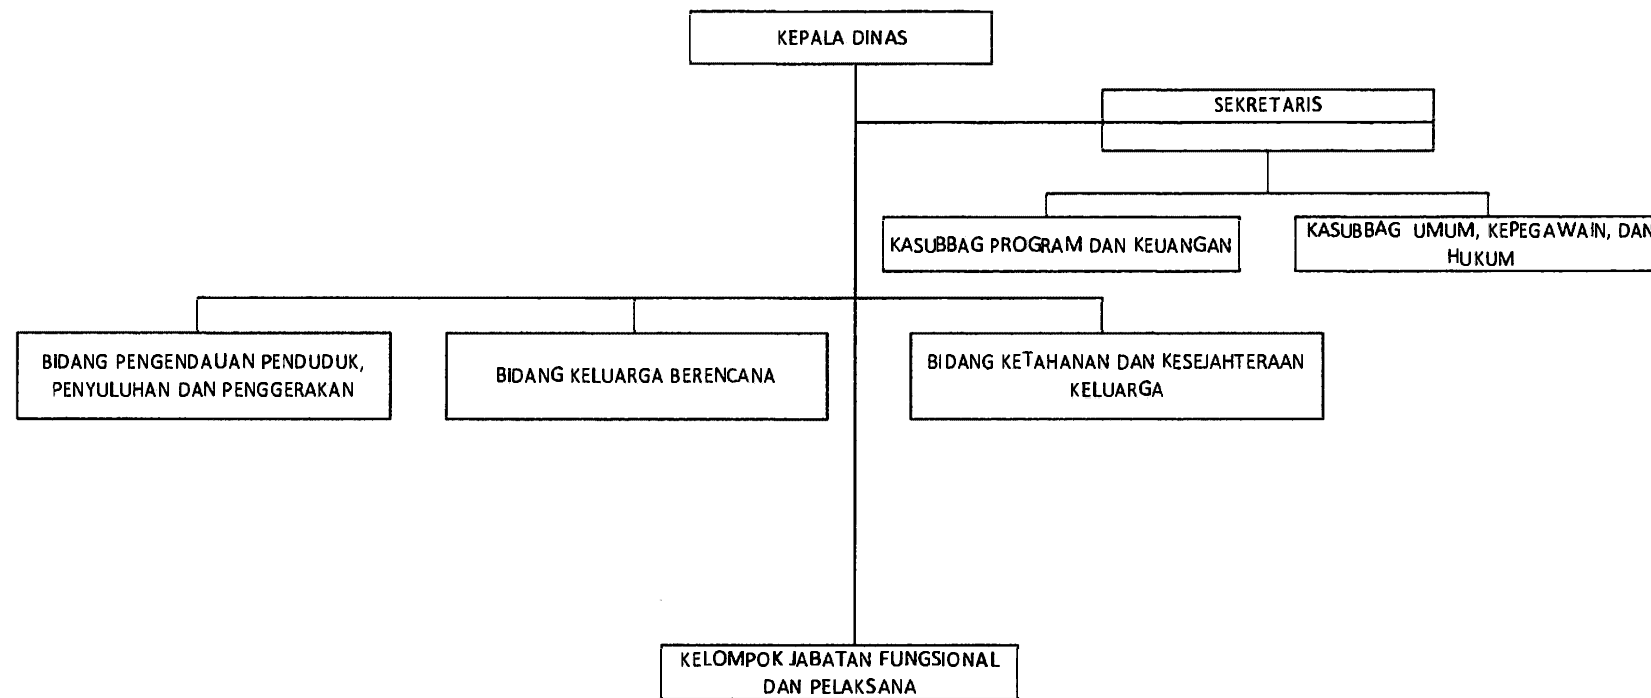 KEPALA DINAS
SEKRETARIS
KASUBBAG PROGRAM DAN KEUANGAN
KASUBBAG UMUM, KEPEGAWAIN, DAN
HUKUM
BIDANG PENGENDAUAN PENDUDUK,
PENYULUHAN DAN PENGGERAKAN
BIDANG KELUARGA BERENCANA
BIDANG KETAHANAN DAN KESEJAHTERAAN
KELUARGA
KELOMPOK JABATAN FUNGSIONAL
DAN PELAKSANA